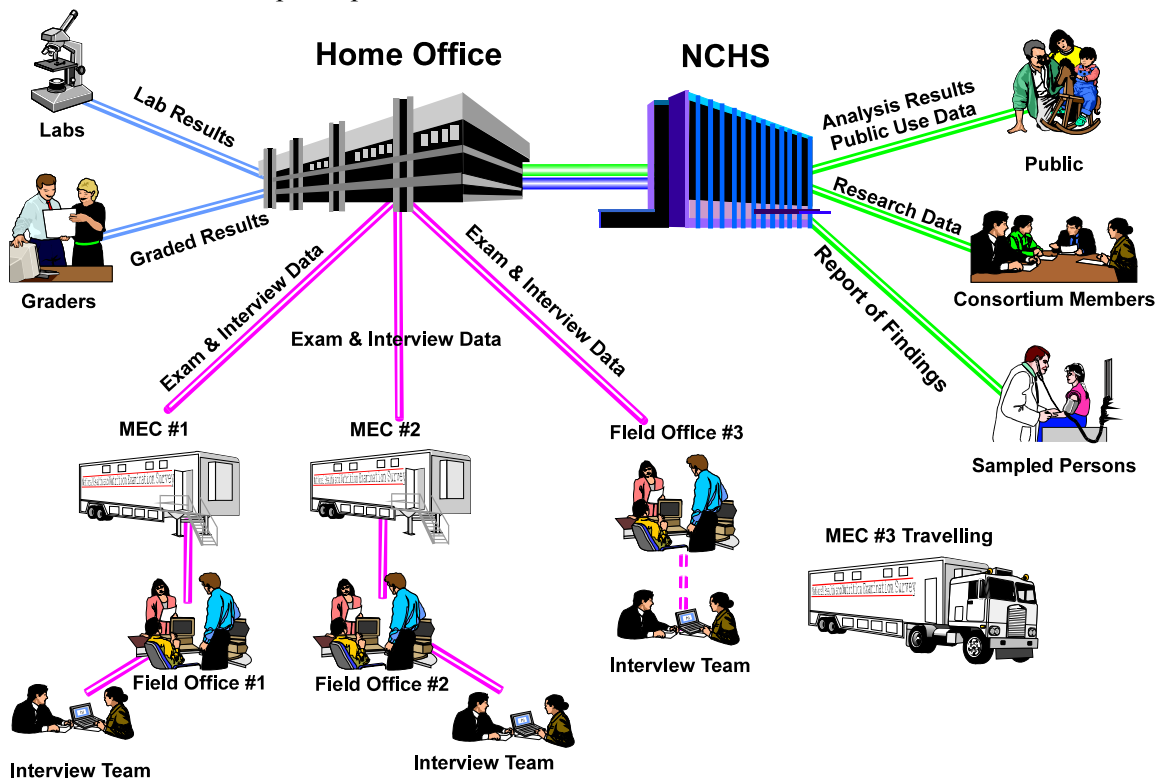 Home Office
NCHS
Labs
Lab Results
Graders
Graded Results
Analysis Results
Public Use Data
Public
Research Data
Consortium Members
Report of Findings
Sampled Persons
Exam & Interview Data
Exam & Interview Data
Exam & Interview Data
MEC #1
MEC #2
Field Office #3
MEC #3 Travelling
Field Office #1
Field Office #2
Interview Team
Interview Team
Interview Team